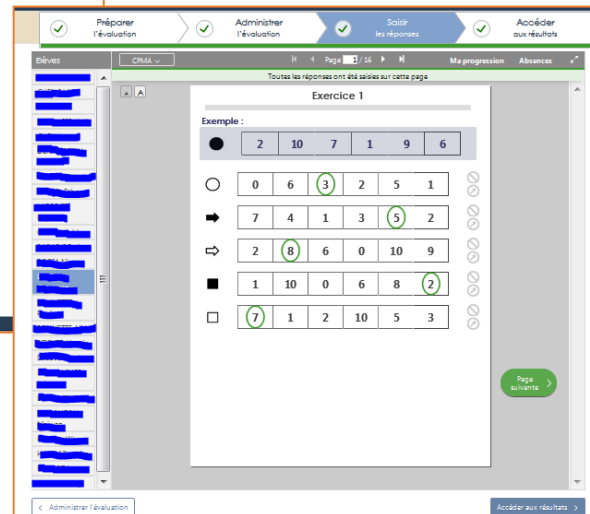 Préparer
l'évaluation
Administrer
l'évaluation
Saisir
les réponses
Accéder
aux résultats
Élèves
CPMA
Page 1 / 16
Ma progression
Absences
Toutes les réponses ont été saisies sur cette page
A A
Exercice 1
Exemple :
2 10 7 1 9 6
0 6 3 2 5 1
7 4 1 3 5 2
2 8 6 0 10 9
1 10 0 6 8 2
7 1 2 10 5 3
Page
suivante
Administrer l'évaluation
Accéder aux résultats